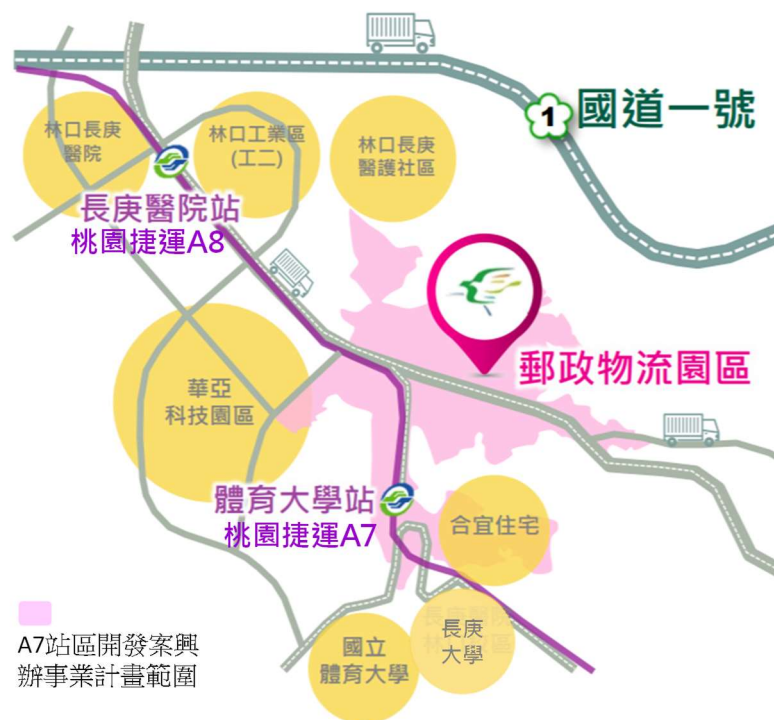 1 國道一號
林口長庚
醫院
林口工業區
(工二)
林口長庚
醫護社區
長庚醫院站
桃園捷運A8
郵政物流園區
華亞
科技園區
體育大學站
桃園捷運A7
合宜住宅
長庚
大學
國立
體育大學
A7站區開發案興
辦事業計畫範圍